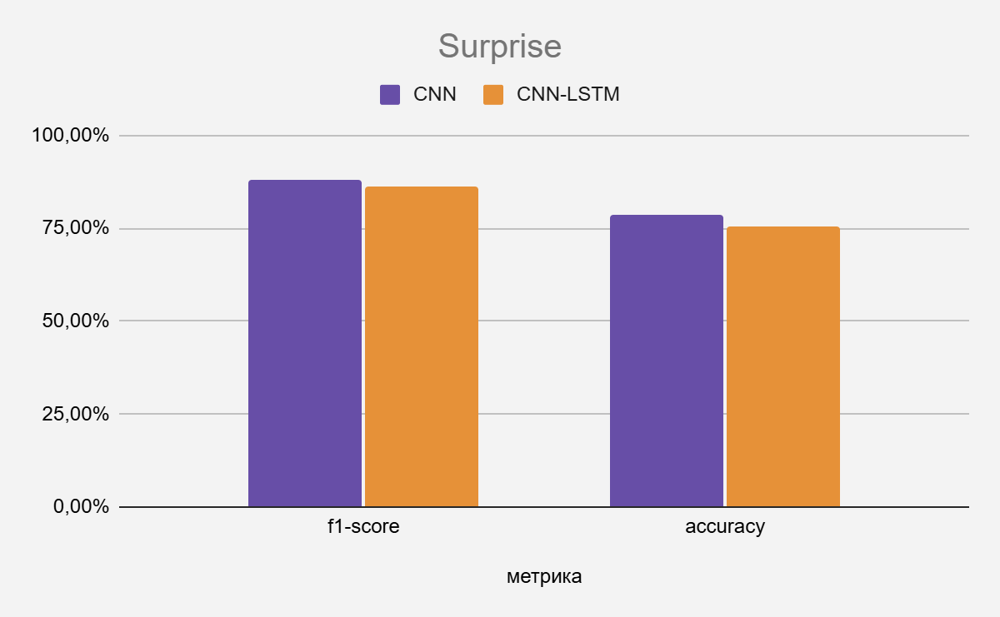 Surprise
CNN CNN-LSTM
100,00%
75,00%
50,00%
25,00%
0,00%
f1-score accuracy
метрика